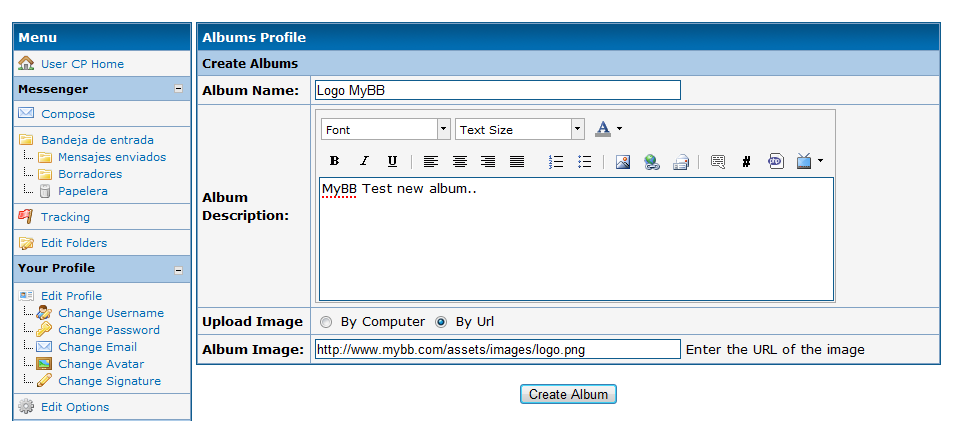 Menu
User CP Home
Messenger
Compose
Bandeja de entrada
Mensajes enviados
Borradores
Papelera
Tracking
Edit Folders
Your Profile
Edit Profile
Change Username
Change Password
Change Email
Change Avatar
Change Signature
Edit Options
Albums Profile
Create Albums
Album Name: Logo MyBB
Font Text Size A
B I U #
Album Description:
MyBB Test new album..
Upload Image By Computer By Url
Album Image: http://www.mybb.com/assets/images/logo.png Enter the URL of the image
Create Album